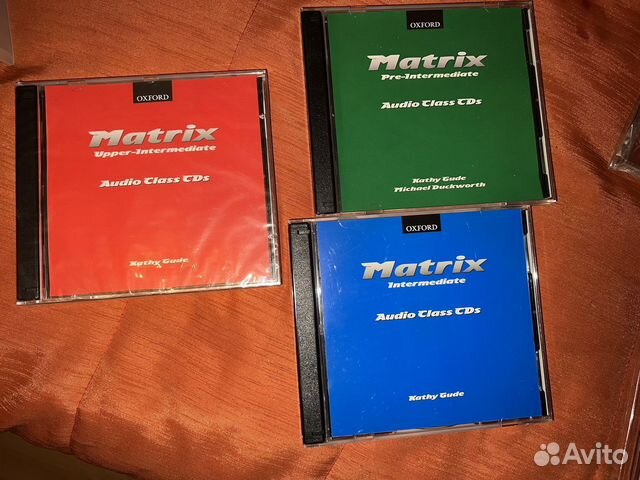 OXFORD
Matrix
Upper-Intermediate
Audio Class CDs
Kathy Gude
OXFORD
Matrix
Pre-Intermediate
Audio Class CDs
Kathy Gude
Michael Duckworth
OXFORD
Matrix
Intermediate
Audio Class CDs
Kathy Gude
Avito